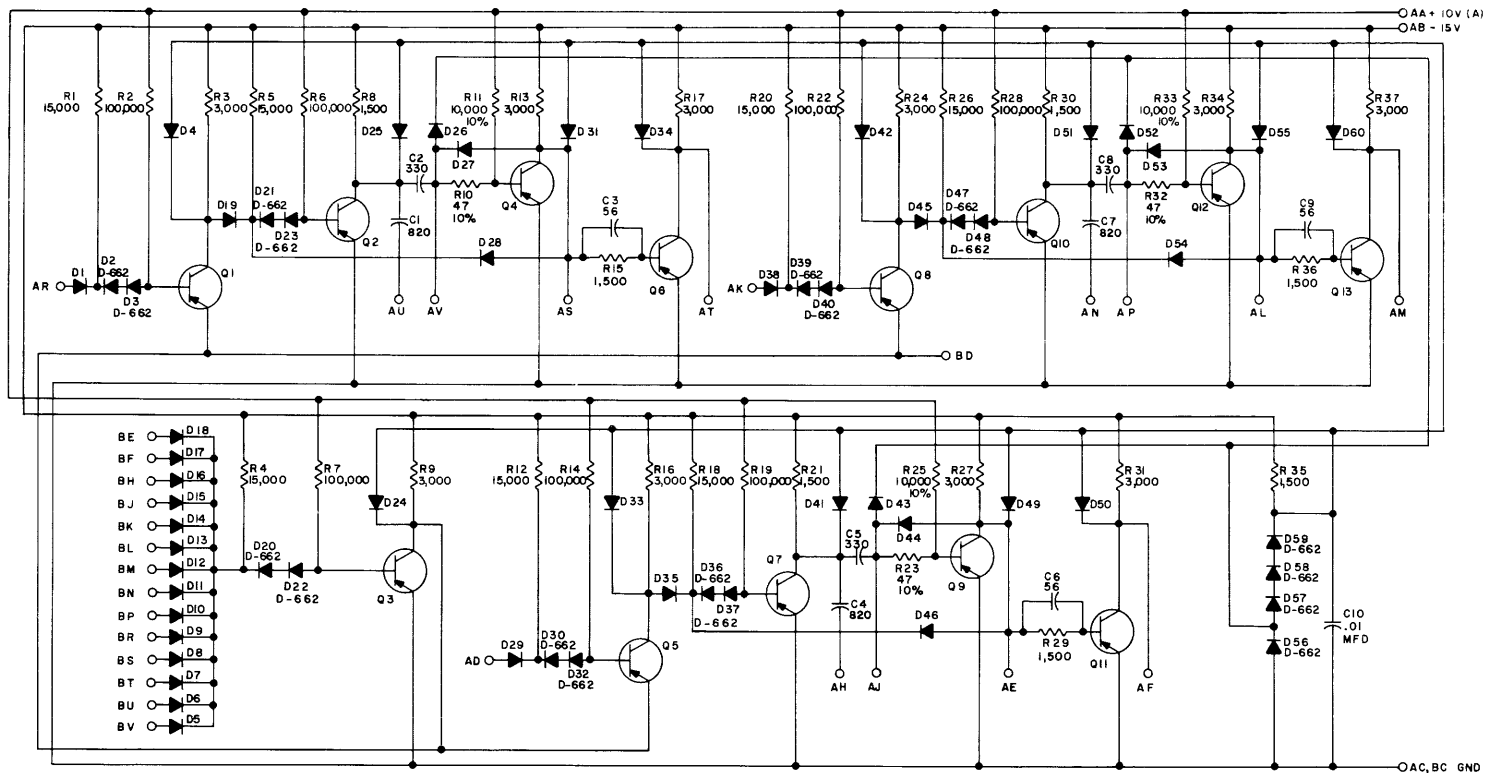 AA + 10V (A)
AB - 15V
R1
15,000
R2
100,000
R3
3,000
R5
15,000
R6
100,000
R8
1,500
R11
10,000
10%
R13
3,000
R17
3,000
R20
15,000
R22
100,000
R24
3,000
R26
15,000
R28
100,000
R30
1,500
R33
10,000
10%
R34
3,000
R37
3,000
D4
D25
D26
D27
D31
D34
D42
D51
D52
D53
D55
D60
C2
330
R10
47
10%
Q4
C8
330
R32
47
10%
Q12
D19
D21
D-662
D23
D-662
Q2
C1
820
D28
C3
56
R15
1,500
Q6
D45
D47
D-662
D48
D-662
Q10
C7
820
D54
C9
56
R36
1,500
Q13
AR
D1
D2
D-662
D3
D-662
Q1
AU
AV
AS
AT
AK
D38
D39
D-662
D40
D-662
Q8
AN
AP
AL
AM
BD
BE
D18
BF
D17
BH
D16
BJ
D15
BK
D14
BL
D13
BM
D12
BN
D11
BP
D10
BR
D9
BS
D8
BT
D7
BU
D6
BV
D5
R4
15,000
R7
100,000
R9
3,000
R12
15,000
R14
100,000
R16
3,000
R18
15,000
R19
100,000
R21
1,500
R25
10,000
10%
R27
3,000
R31
3,000
R35
1,500
D24
D33
D41
D43
D44
D49
D50
D20
D-662
D22
D-662
Q3
C5
330
R23
47
10%
Q9
Q7
D35
D36
D-662
D37
D-662
C4
820
D46
C6
56
R29
1,500
Q11
AD
D29
D30
D-662
D32
D-662
Q5
AH
AJ
AE
AF
D59
D-662
D58
D-662
D57
D-662
D56
D-662
C10
.01
MFD
AC, BC GND